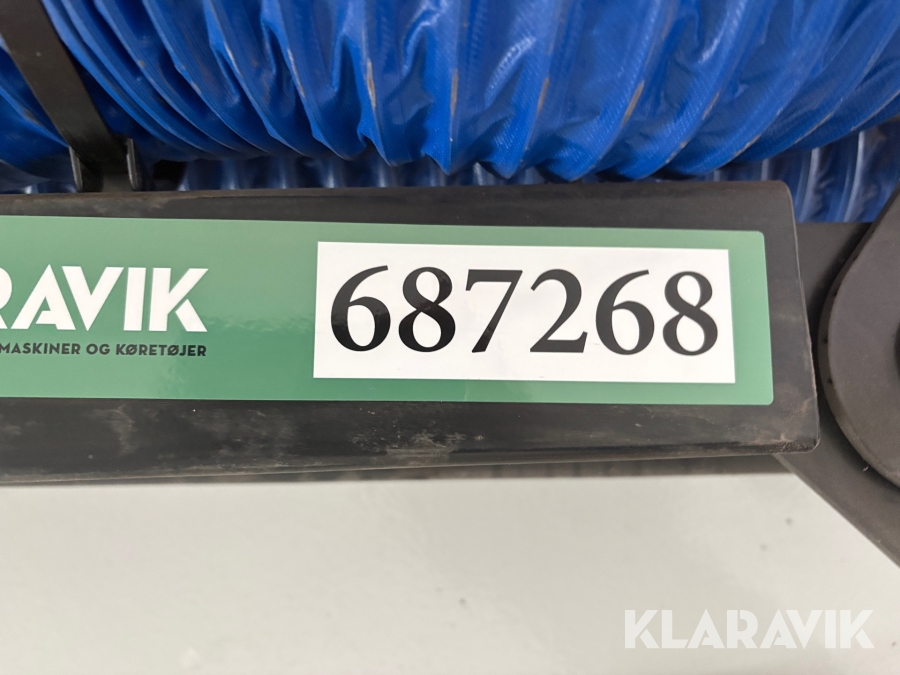 RAVIK
MASKINER OG KØRETØJER
687268
KLARAVIK